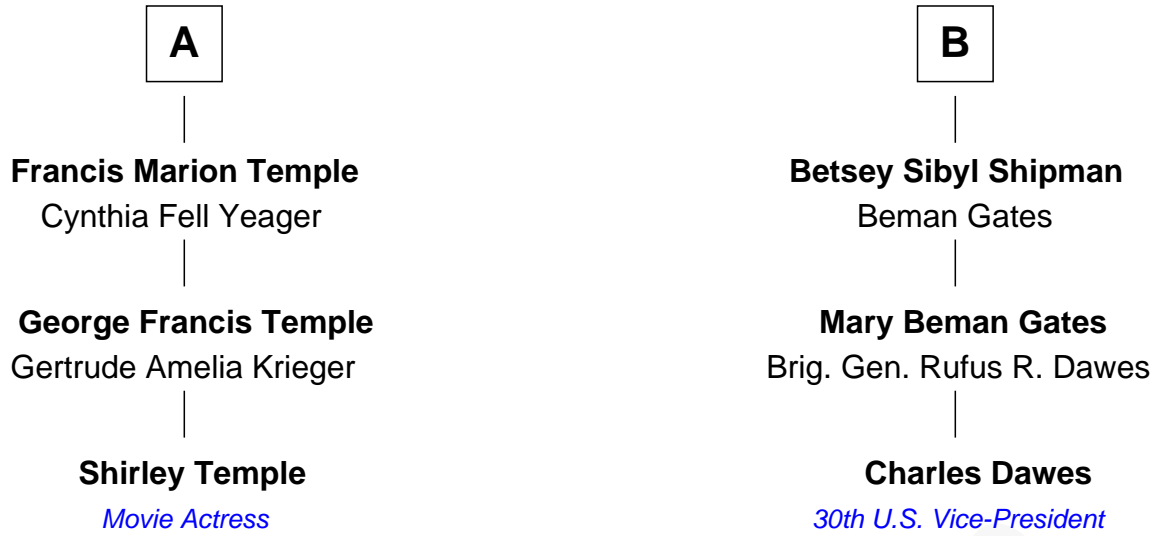 A
B
Francis Marion Temple
Cynthia Fell Yeager
Betsey Sibyl Shipman
Beman Gates
George Francis Temple
Gertrude Amelia Krieger
Mary Beman Gates
Brig. Gen. Rufus R. Dawes
Shirley Temple
Movie Actress
Charles Dawes
30th U.S. Vice-President